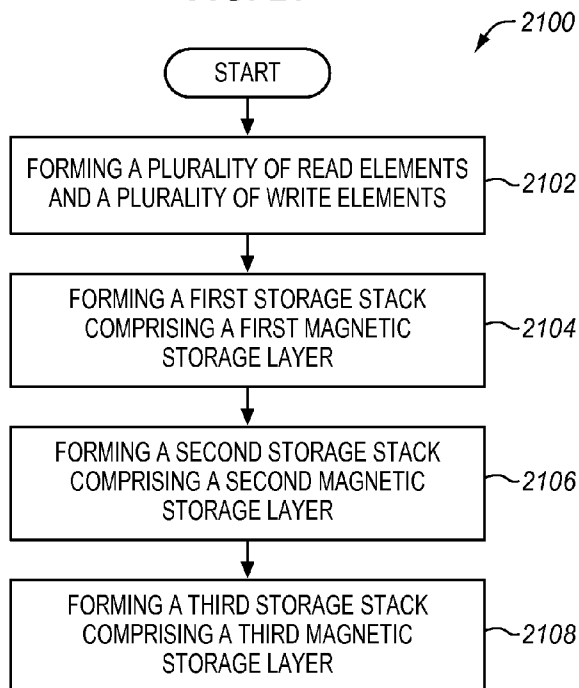 2100
START
FORMING A PLURALITY OF READ ELEMENTS
AND A PLURALITY OF WRITE ELEMENTS
2102
FORMING A FIRST STORAGE STACK
COMPRISING A FIRST MAGNETIC
STORAGE LAYER
2104
FORMING A SECOND STORAGE STACK
COMPRISING A SECOND MAGNETIC
STORAGE LAYER
2106
FORMING A THIRD STORAGE STACK
COMPRISING A THIRD MAGNETIC
STORAGE LAYER
2108